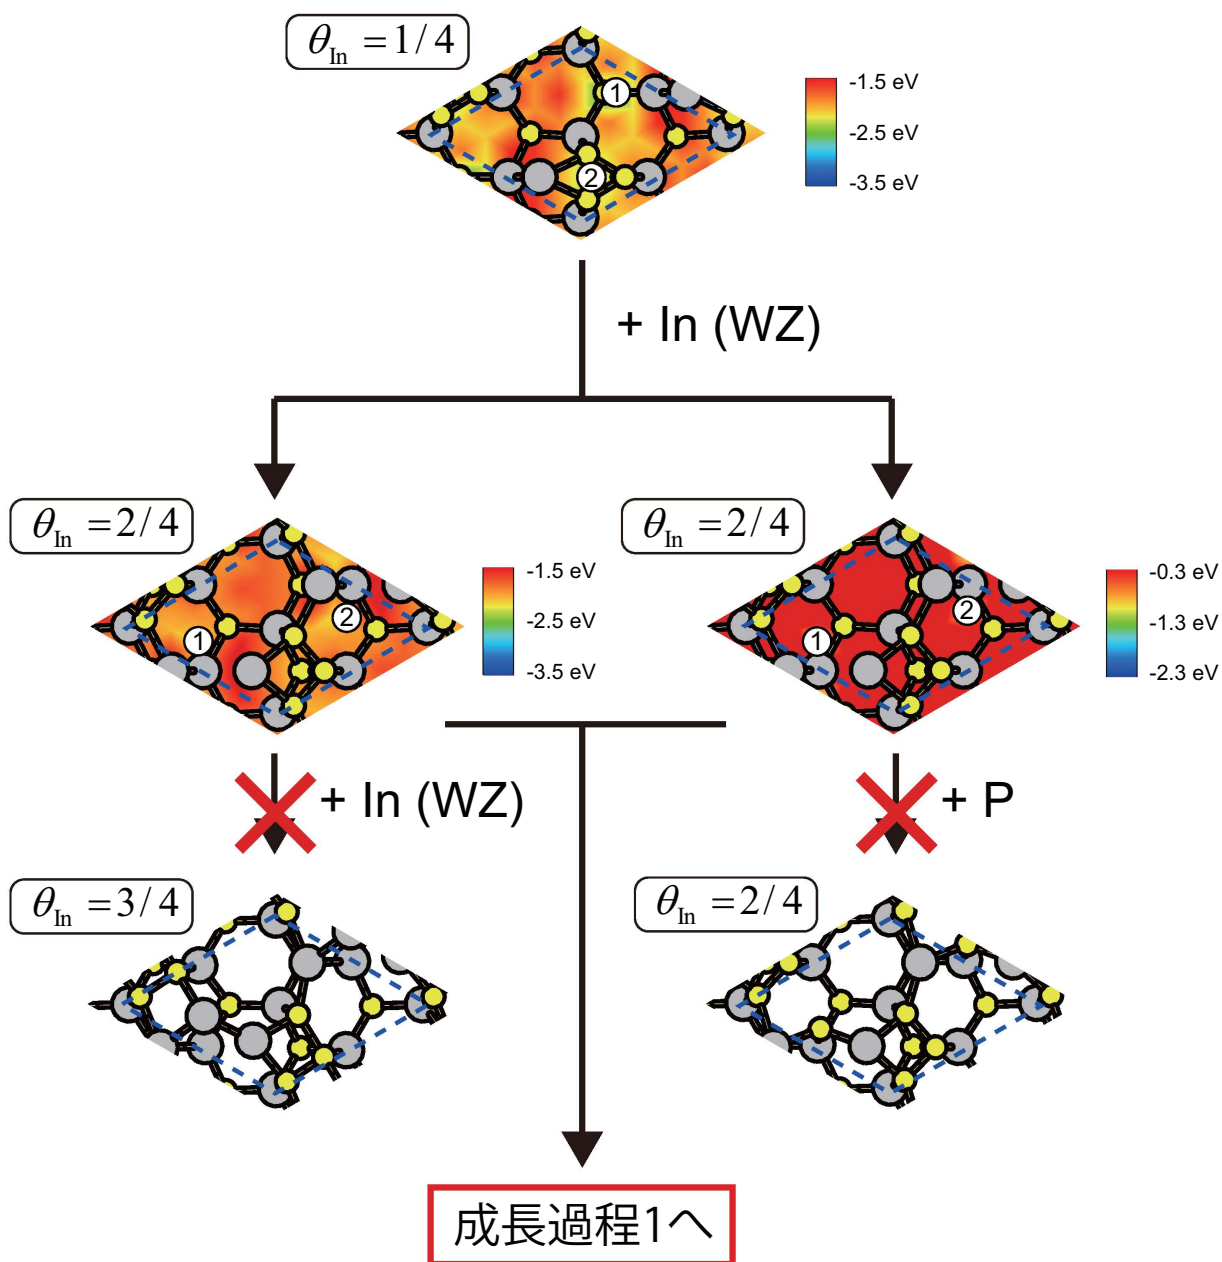 θIn = 1/4
-1.5 eV
-2.5 eV
-3.5 eV
1
2
+ In (WZ)
θIn = 2/4
-1.5 eV
-2.5 eV
-3.5 eV
1
2
θIn = 2/4
-0.3 eV
-1.3 eV
-2.3 eV
1
2
+ In (WZ)
+ P
θIn = 3/4
θIn = 2/4
成長過程1へ